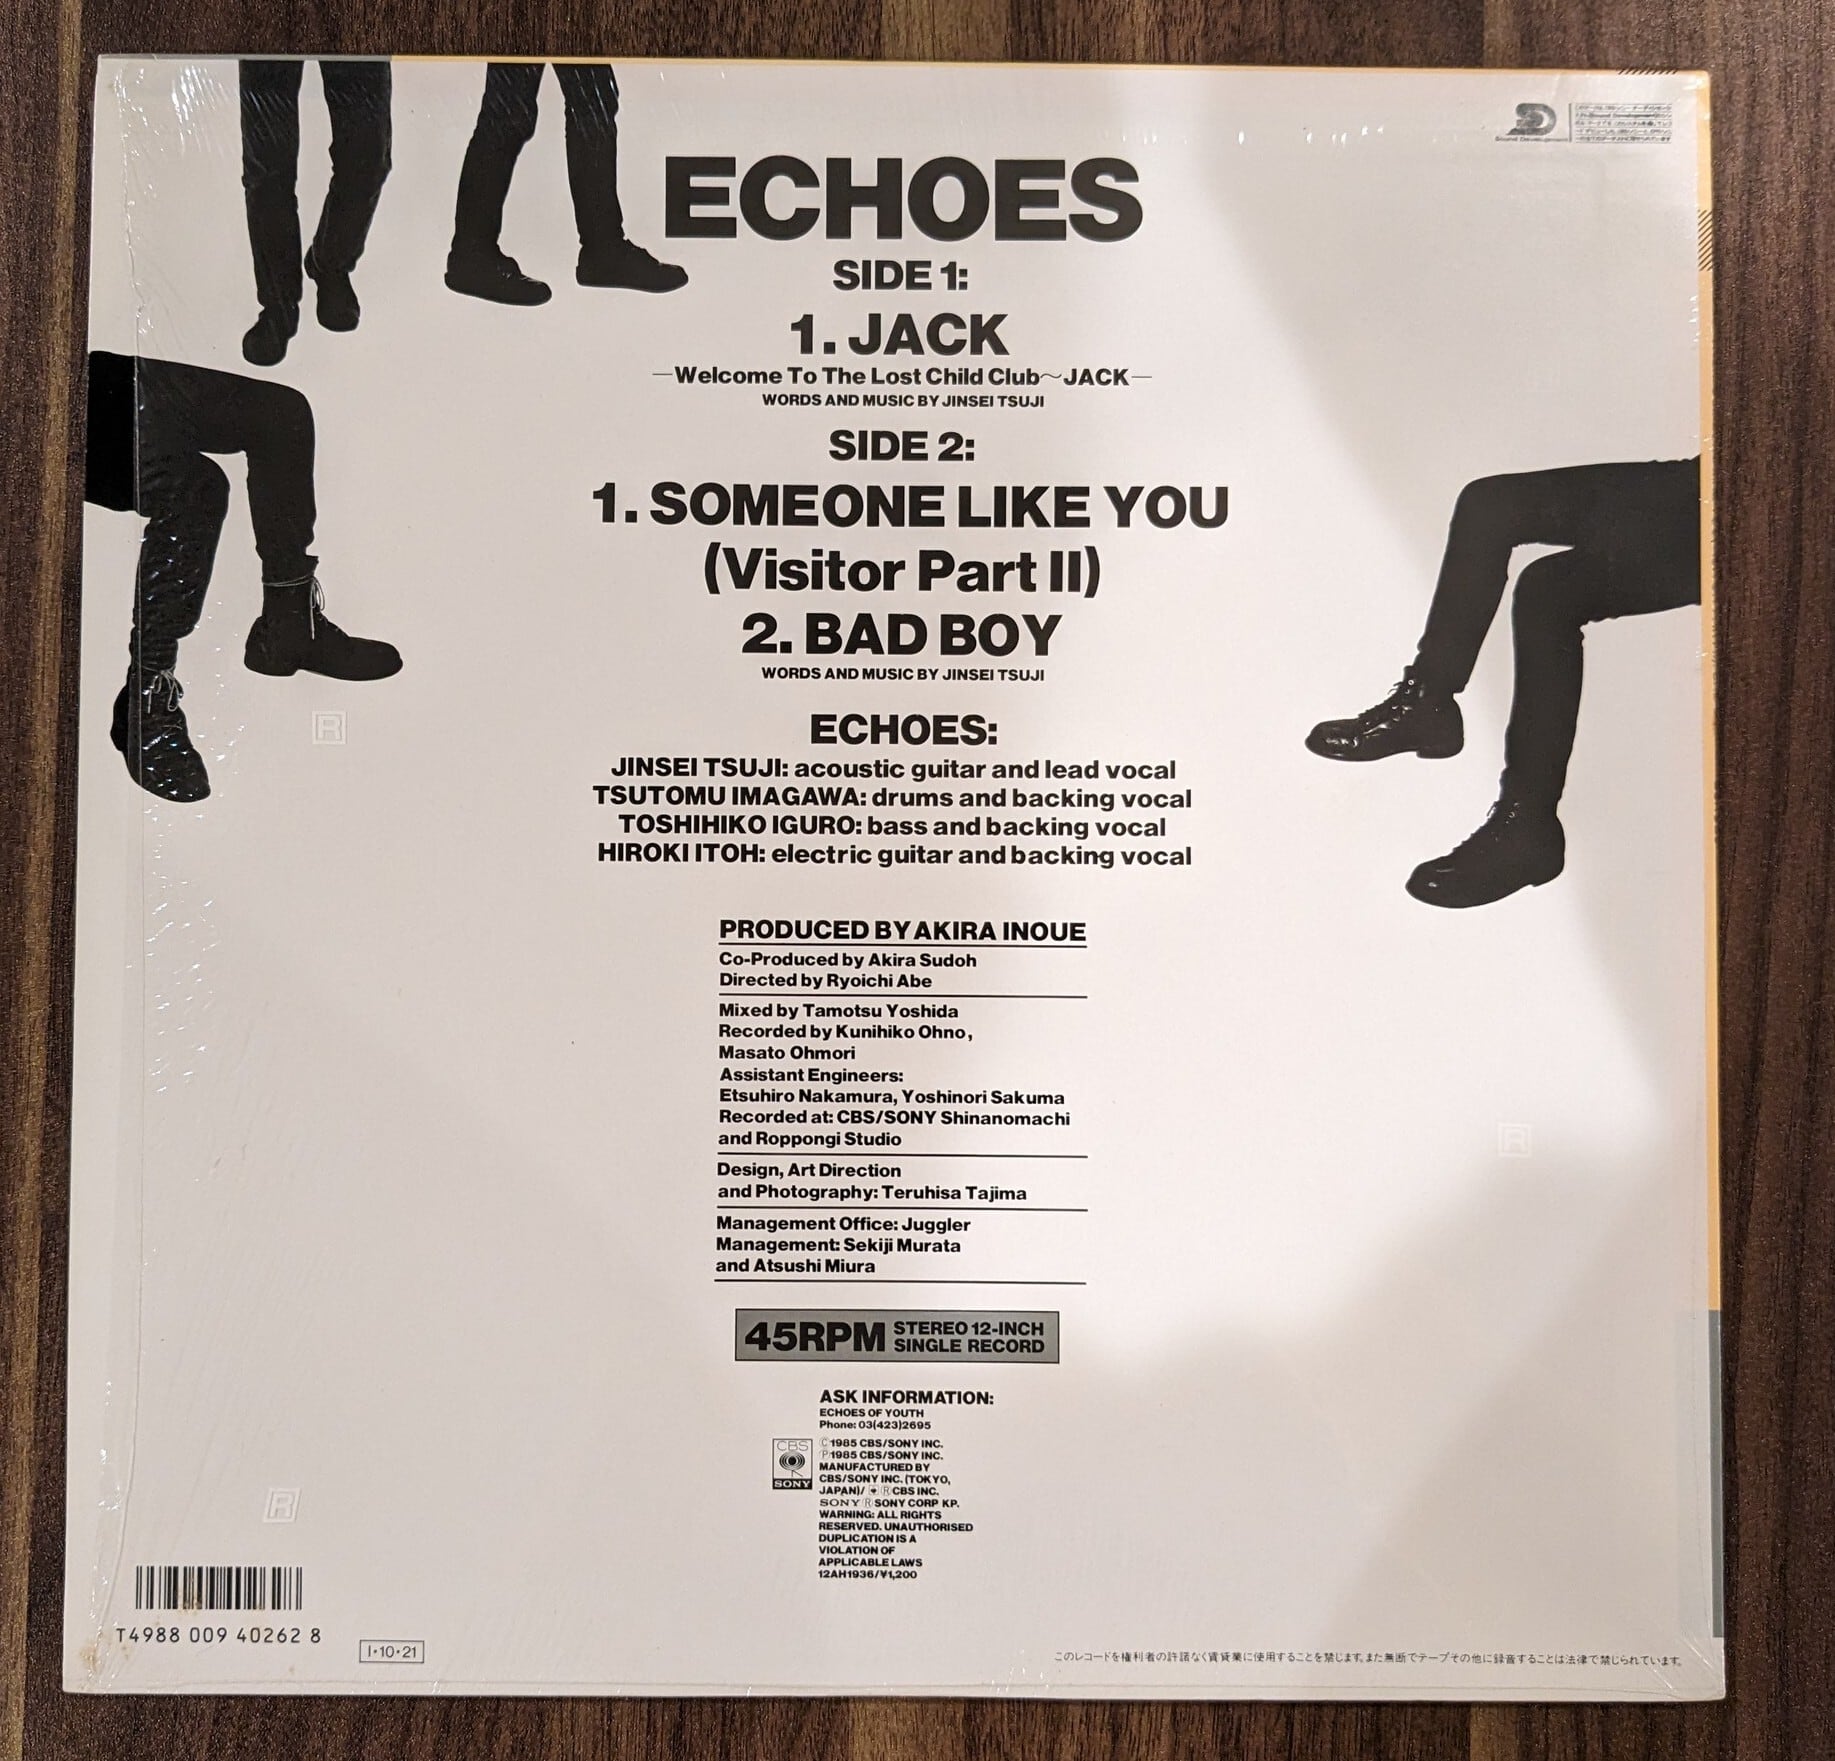 Sound Development
ECHOES
SIDE 1:
1. JACK
—Welcome To The Lost Child Club～JACK—
WORDS AND MUSIC BY JINSEI TSUJI
SIDE 2:
1. SOMEONE LIKE YOU
(Visitor Part II)
2. BAD BOY
WORDS AND MUSIC BY JINSEI TSUJI
ECHOES:
JINSEI TSUJI: acoustic guitar and lead vocal
TSUTOMU IMAGAWA: drums and backing vocal
TOSHIHIKO IGURO: bass and backing vocal
HIROKI ITOH: electric guitar and backing vocal
R
PRODUCED BY AKIRA INOUE
Co-Produced by Akira Sudoh
Directed by Ryoichi Abe
Mixed by Tamotsu Yoshida
Recorded by Kunihiko Ohno,
Masato Ohmori
Assistant Engineers:
Etsuhiro Nakamura, Yoshinori Sakuma
Recorded at: CBS/SONY Shinanomachi
and Roppongi Studio
R
Design, Art Direction
and Photography: Teruhisa Tajima
Management Office: Juggler
Management: Sekiji Murata
and Atsushi Miura
45RPM STEREO 12-INCH
SINGLE RECORD
ASK INFORMATION:
ECHOES OF YOUTH
Phone: 03(423)2695
CBS
SONY
Ⓒ1985 CBS/SONY INC.
Ⓟ1985 CBS/SONY INC.
MANUFACTURED BY
CBS/SONY INC. (TOKYO,
JAPAN)/ Ⓡ CBS INC.
SONY Ⓡ SONY CORP KP.
WARNING: ALL RIGHTS
RESERVED. UNAUTHORISED
DUPLICATION IS A
VIOLATION OF
APPLICABLE LAWS
12AH1936/¥1,200
R
T4988 009 40262 8
I・10・21
このレコードを権利者の許諾なく賃貸業に使用することを禁じます。また無断でテープその他に録音することは法律で禁じられています。